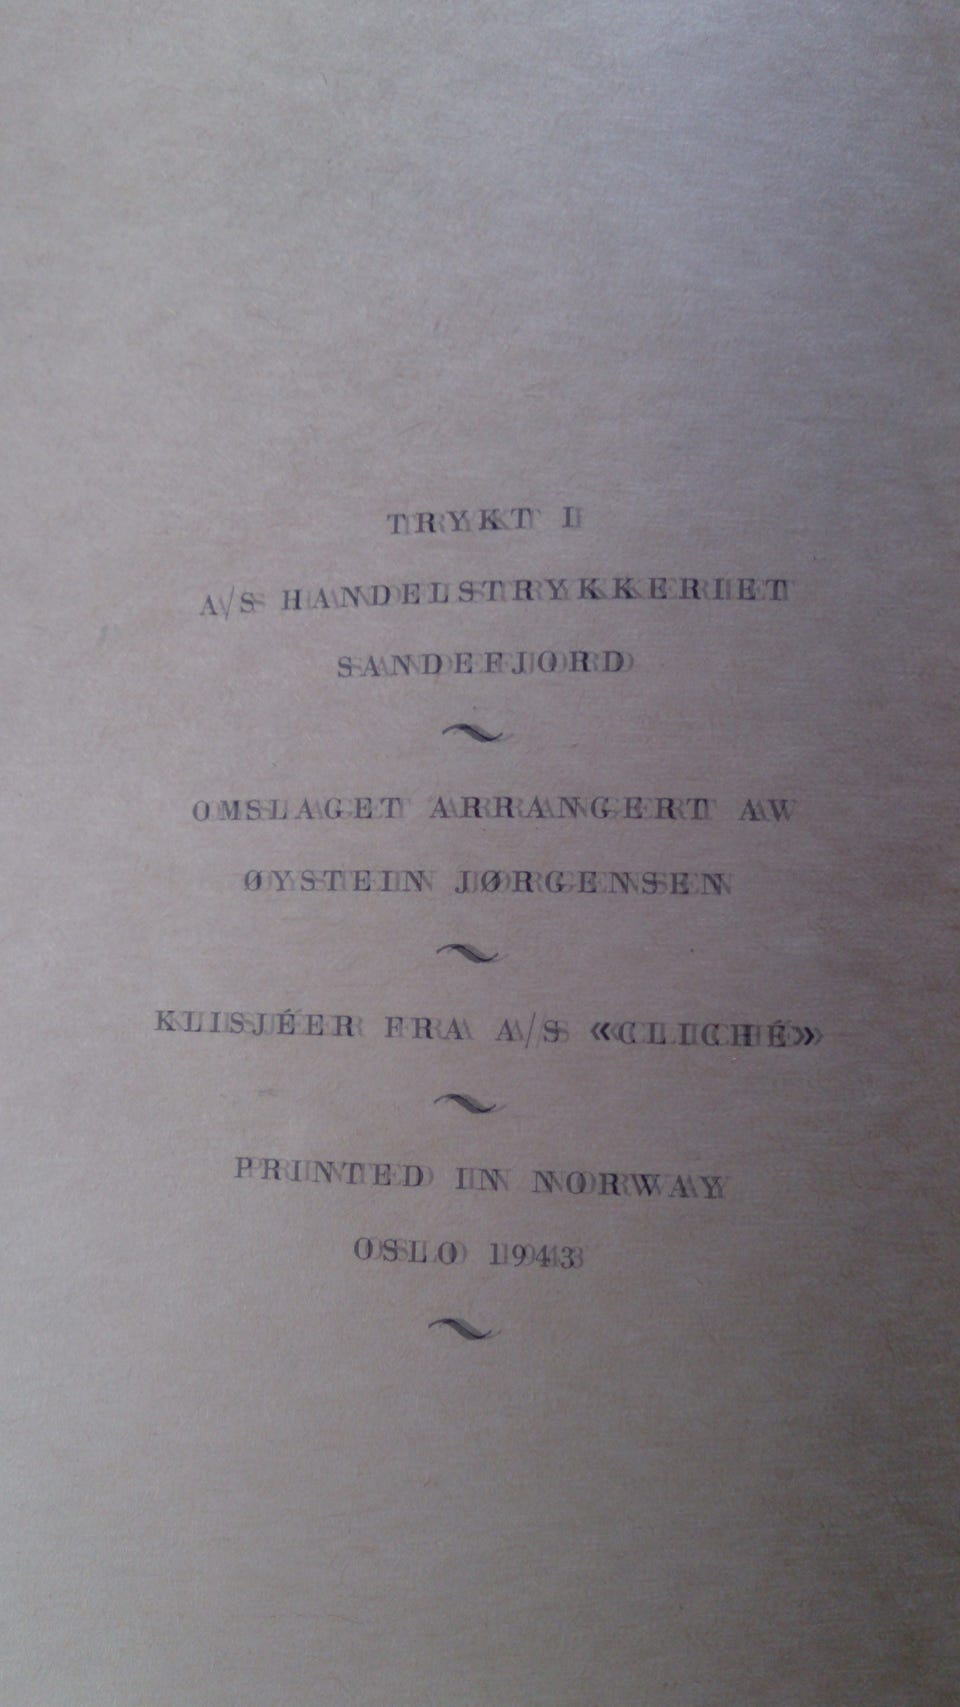 TRYKT I
A/S HANDELSTRYKKERIET
SANDEFJORD
OMSLAGET ARRANGERT AV
ØYSTEIN JØRGENSEN
KLISJÉER FRA A/S «CLICHÉ»
PRINTED IN NORWAY
OSLO 1943